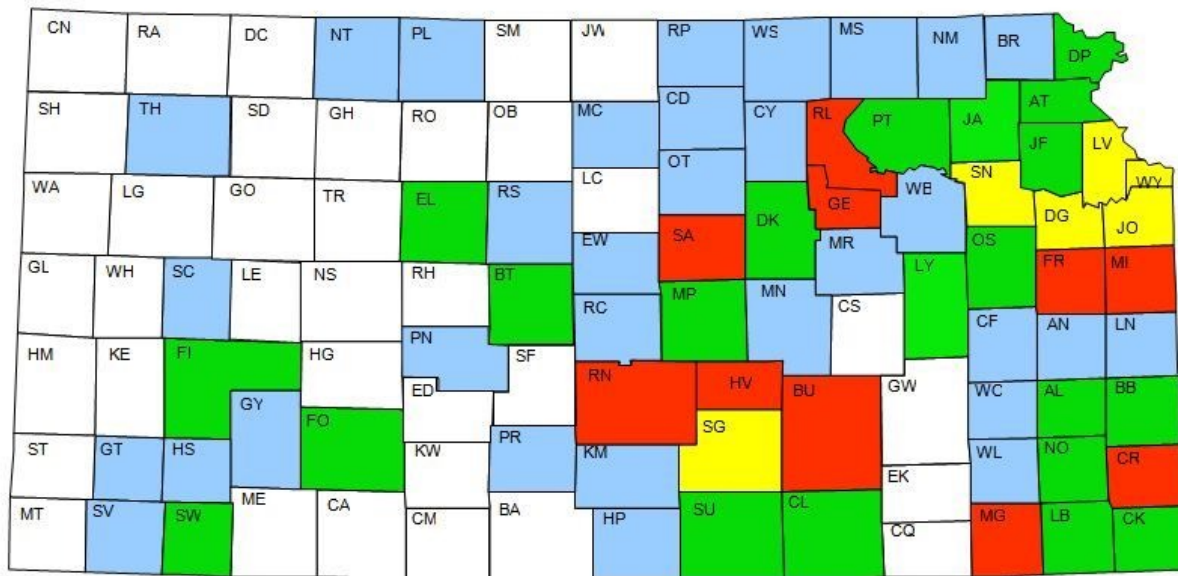 CN RA DC NT PL SM JW RP WS MS NM BR DP
SH TH SD GH RO OB MC CD CY RL PT JA AT
OT JF LV
WA LG GO TR EL RS LC WB SN WY
GE DK DG JO
GL WH SC LE NS RH BT EW SA MR OS LY FR MI
MP MN CS
RC CF AN LN
HM KE FI HG PN SF RN HV BU GW
ED WC AL BB
GY FO SG
ST GT HS KW PR KM WL NO CR
EK
MT SV SW ME CA CM BA HP SU CL CQ MG LB CK